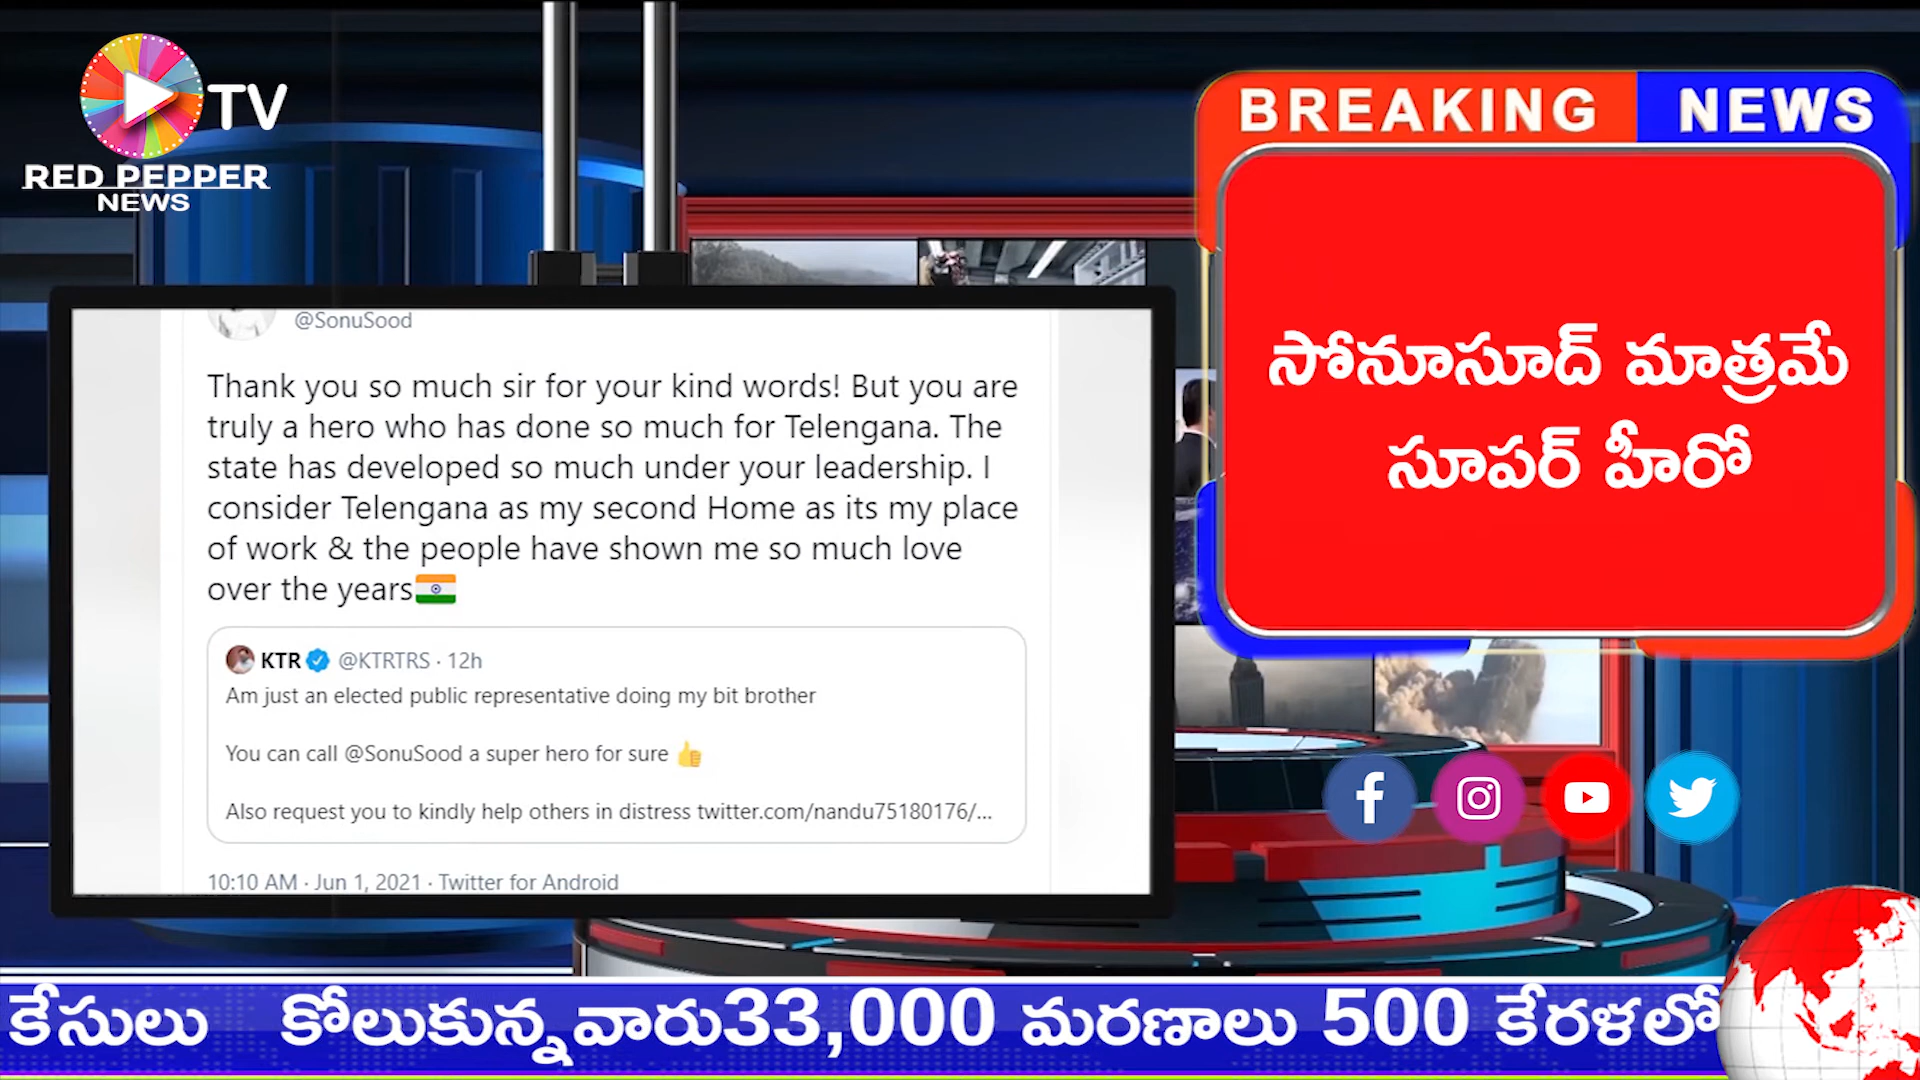 TV
RED PEPPER
NEWS
BREAKING NEWS
సోనూసూద్ మాత్రమే
సూపర్ హీరో
@SonuSood
Thank you so much sir for your kind words! But you are
truly a hero who has done so much for Telengana. The
state has developed so much under your leadership. I
consider Telengana as my second Home as its my place
of work & the people have shown me so much love
over the years🇮🇳
KTR @KTRTRS · 12h
Am just an elected public representative doing my bit brother
You can call @SonuSood a super hero for sure 👍
Also request you to kindly help others in distress twitter.com/nandu75180176/...
10:10 AM · Jun 1, 2021 · Twitter for Android
కేసులు కోలుకున్నవారు33,000 మరణాలు 500 కేరళలో